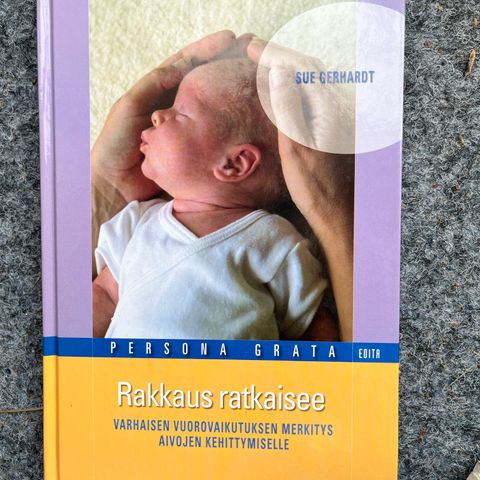 SUE GERHARDT
PERSONA GRATA EDITA
Rakkaus ratkaisee
VARHAISEN VUOROVAIKUTUKSEN MERKITYS
AIVOJEN KEHITTYMISELLE